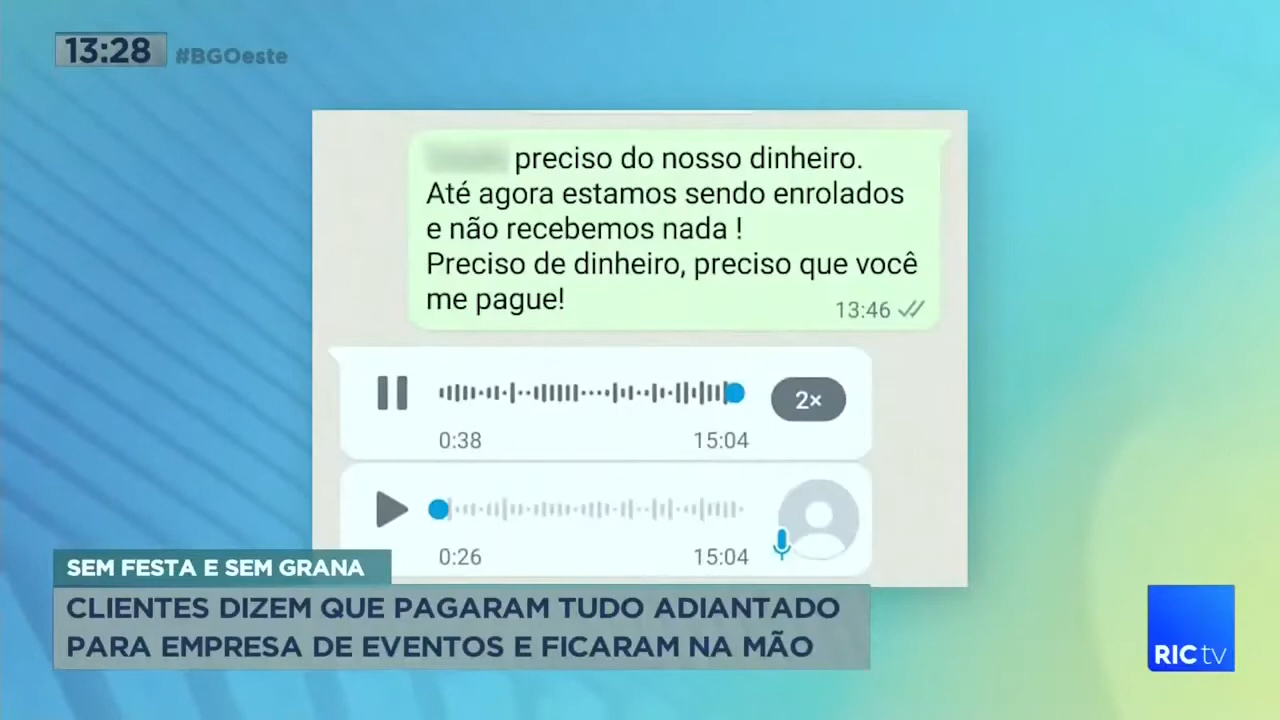 13:28 #BGOeste
preciso do nosso dinheiro.
Até agora estamos sendo enrolados
e não recebemos nada !
Preciso de dinheiro, preciso que você
me pague!
13:46
2×
0:38 15:04
0:26 15:04
SEM FESTA E SEM GRANA
CLIENTES DIZEM QUE PAGARAM TUDO ADIANTADO
PARA EMPRESA DE EVENTOS E FICARAM NA MÃO
RIC tv